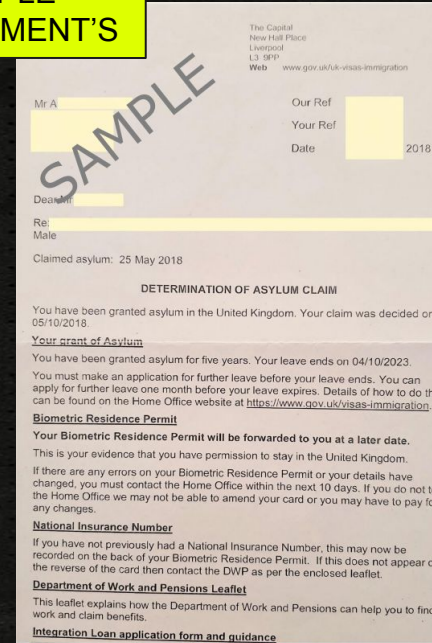 MENT'S
The Capital
New Hall Place
Liverpool
L3 9PP
Web www.gov.uk/uk-visas-immigration
SAMPLE
Mr A
Our Ref
Your Ref
Date 2018
Dear
Re:
Male
Claimed asylum: 25 May 2018
DETERMINATION OF ASYLUM CLAIM
You have been granted asylum in the United Kingdom. Your claim was decided on
05/10/2018.
Your grant of Asylum
You have been granted asylum for five years. Your leave ends on 04/10/2023.
You must make an application for further leave before your leave ends. You can
apply for further leave one month before your leave expires. Details of how to do
can be found on the Home Office website at https://www.gov.uk/visas-immigration.
Biometric Residence Permit
Your Biometric Residence Permit will be forwarded to you at a later date.
This is your evidence that you have permission to stay in the United Kingdom.
If there are any errors on your Biometric Residence Permit or your details have
changed, you must contact the Home Office within the next 10 days. If you do not
the Home Office we may not be able to amend your card or you may have to pay
any changes.
National Insurance Number
If you have not previously had a National Insurance Number, this may now be
recorded on the back of your Biometric Residence Permit. If this does not appear
the reverse of the card then contact the DWP as per the enclosed leaflet.
Department of Work and Pensions Leaflet
This leaflet explains how the Department of Work and Pensions can help you to find
work and claim benefits.
Integration Loan application form and guidance